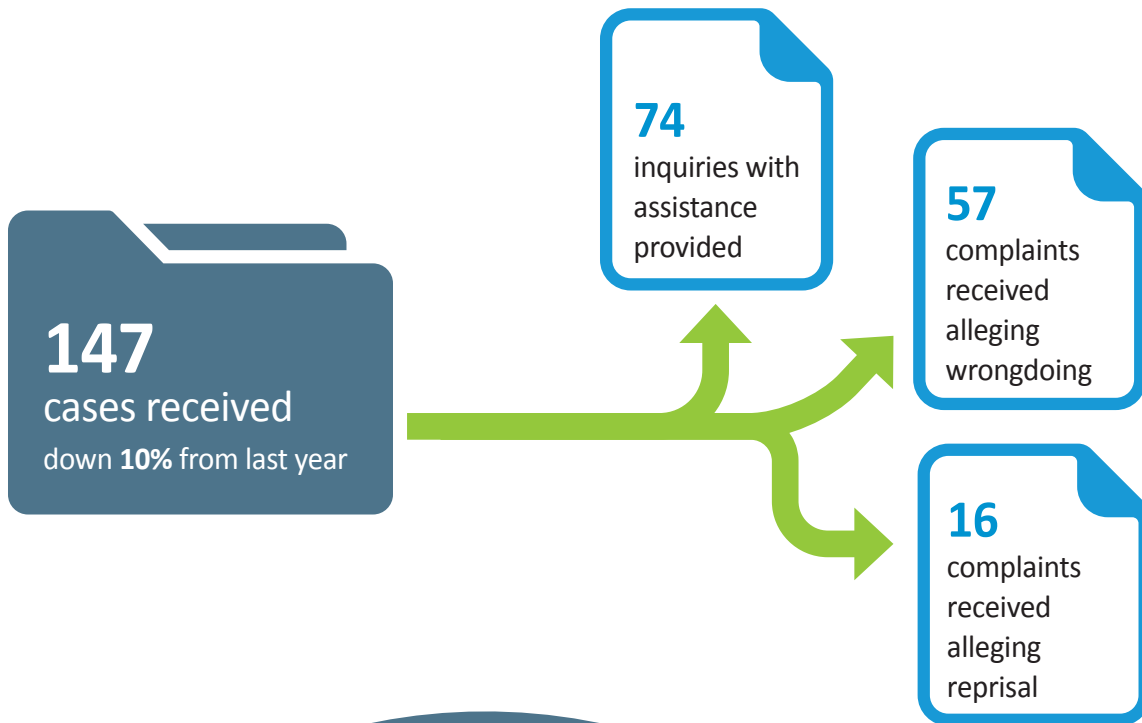 147
cases received
down 10% from last year
74
inquiries with
assistance
provided
57
complaints
received
alleging
wrongdoing
16
complaints
received
alleging
reprisal